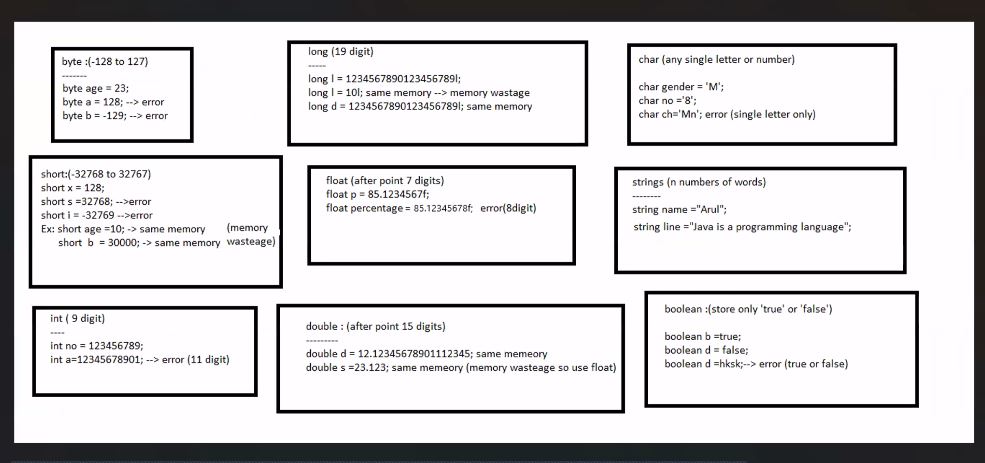 byte :(-128 to 127)
-------
byte age = 23;
byte a = 128; --> error
byte b = -129; --> error
long (19 digit)
-----
long l = 1234567890123456789l;
long l = 10l; same memory --> memory wastage
long d = 1234567890123456789l; same memory
char (any single letter or number)
char gender = 'M';
char no ='8';
char ch='Mn'; error (single letter only)
short:(-32768 to 32767)
short x = 128;
short s =32768; -->error
short i = -32769 -->error
Ex: short age =10; -> same memory (memory
short b = 30000; -> same memory wasteage)
float (after point 7 digits)
float p = 85.1234567f;
float percentage = 85.12345678f; error(8digit)
strings (n numbers of words)
--------
string name ="Arul";
string line ="Java is a programming language";
int ( 9 digit)
----
int no = 123456789;
int a=12345678901; --> error (11 digit)
double : (after point 15 digits)
---------
double d = 12.12345678901112345; same memeory
double s =23.123; same memeory (memory wasteage so use float)
boolean :(store only 'true' or 'false')
boolean b =true;
boolean d = false;
boolean d =hksk;--> error (true or false)